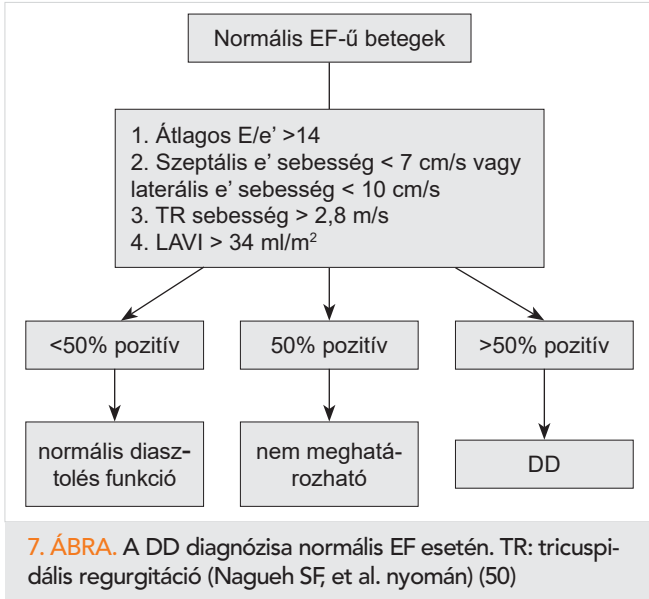 Normális EF-ű betegek
1. Átlagos E/e’ >14
2. Szeptális e’ sebesség < 7 cm/s vagy
laterális e’ sebesség < 10 cm/s
3. TR sebesség > 2,8 m/s
4. LAVI > 34 ml/m²
<50% pozitív
50% pozitív
>50% pozitív
normális diasz-
tolés funkció
nem meghatá-
rozható
DD
7. ÁBRA. A DD diagnózisa normális EF esetén. TR: tricuspi-
dális regurgitáció (Nagueh SF, et al. nyomán) (50)